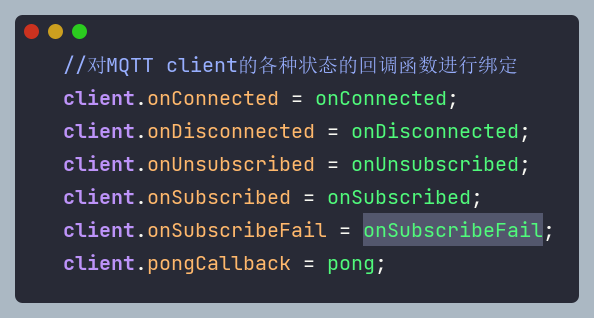 //对MQTT client的各种状态的回调函数进行绑定
client.onConnected = onConnected;
client.onDisconnected = onDisconnected;
client.onUnsubscribed = onUnsubscribed;
client.onSubscribed = onSubscribed;
client.onSubscribeFail = onSubscribeFail;
client.pongCallback = pong;